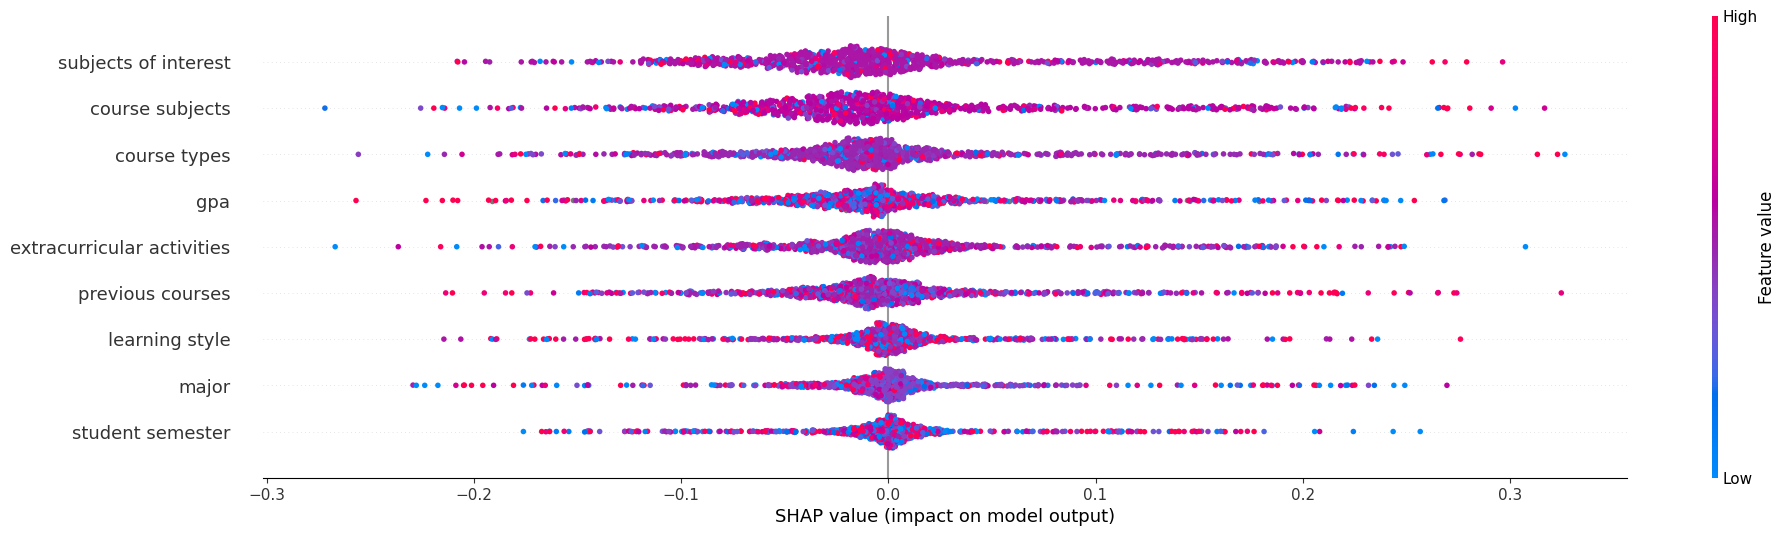 High
subjects of interest
course subjects
course types
gpa
extracurricular activities
previous courses
learning style
major
student semester
Feature value
Low
−0.3 −0.2 −0.1 0.0 0.1 0.2 0.3
SHAP value (impact on model output)